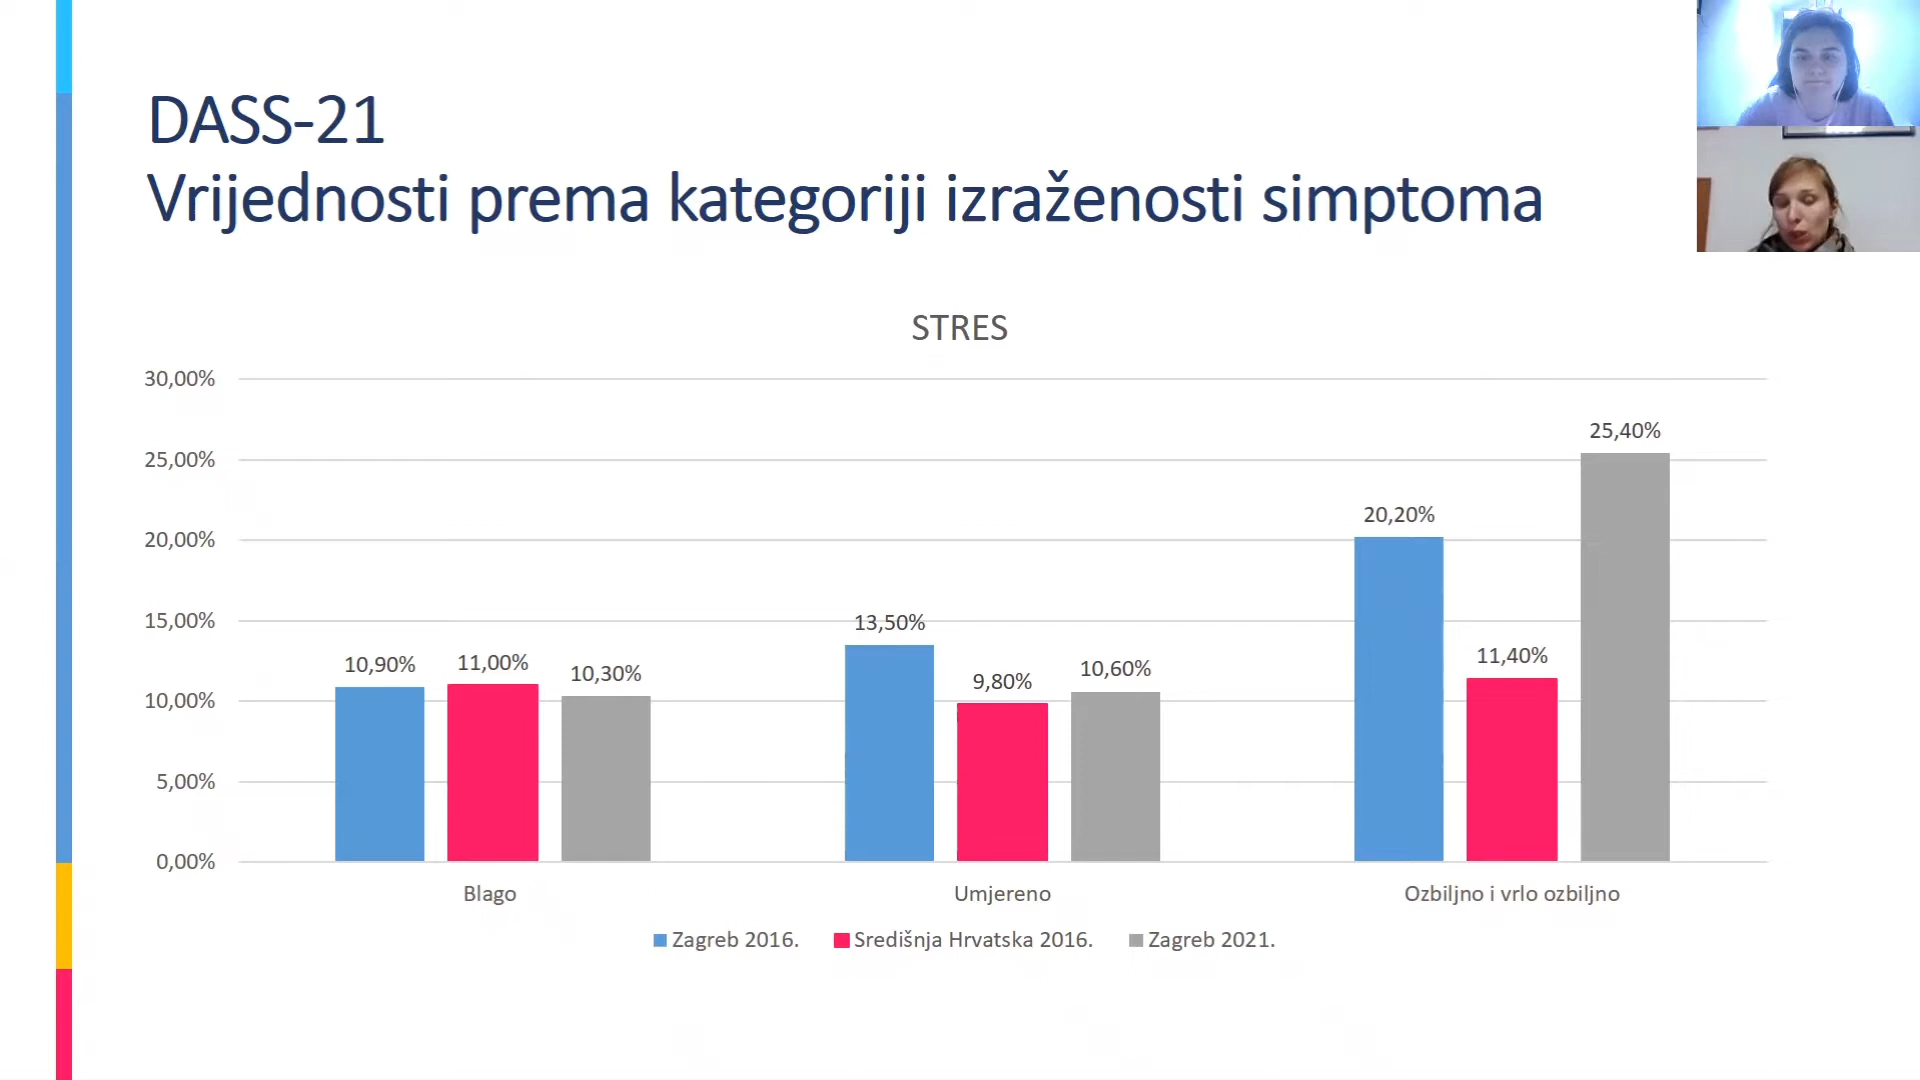 DASS-21
Vrijednosti prema kategoriji izraženosti simptoma
STRES
30,00%
25,00%
20,00%
15,00%
10,00%
5,00%
0,00%
10,90%
11,00%
10,30%
13,50%
9,80%
10,60%
20,20%
11,40%
25,40%
Blago
Umjereno
Ozbiljno i vrlo ozbiljno
Zagreb 2016.
Središnja Hrvatska 2016.
Zagreb 2021.